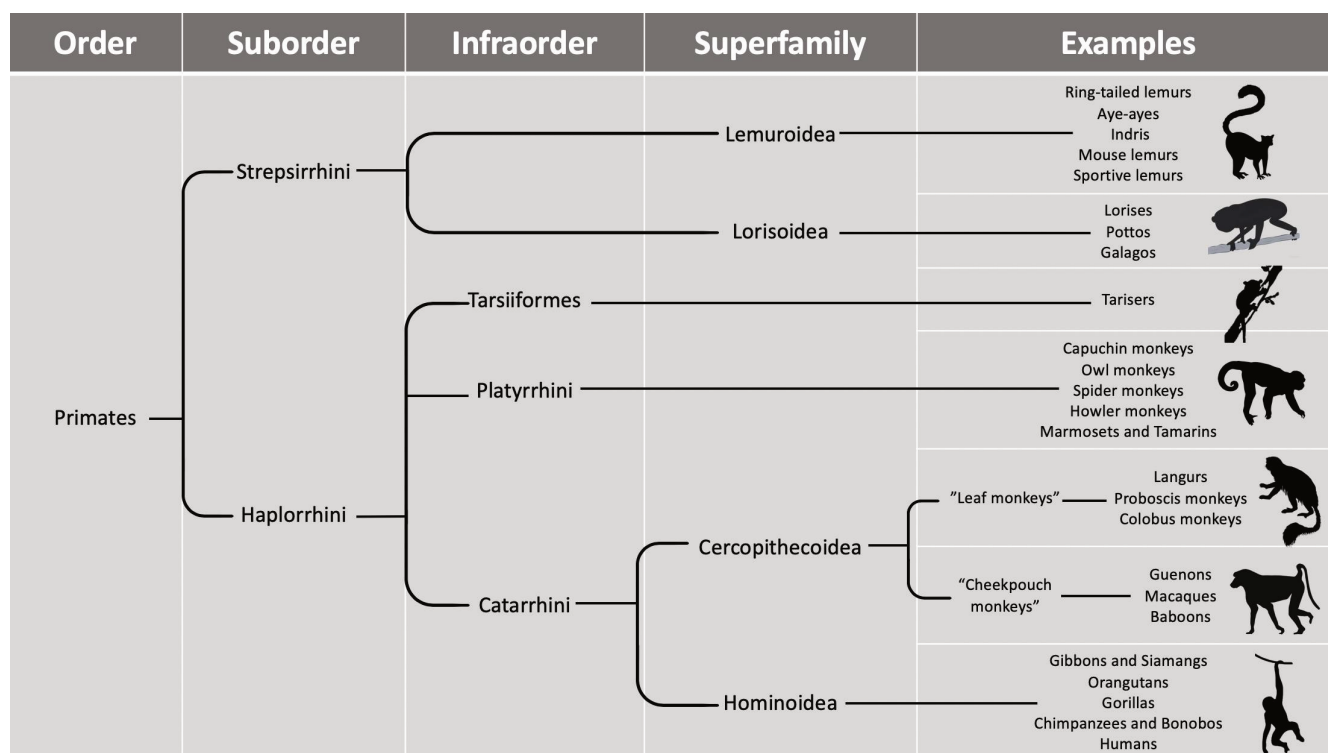 Order
Suborder
Infraorder
Superfamily
Examples
Primates
Strepsirrhini
Lemuroidea
Ring-tailed lemurs
Aye-ayes
Indris
Mouse lemurs
Sportive lemurs
Lorisoidea
Lorises
Pottos
Galagos
Haplorrhini
Tarsiiformes
Tarisers
Platyrrhini
Capuchin monkeys
Owl monkeys
Spider monkeys
Howler monkeys
Marmosets and Tamarins
Catarrhini
Cercopithecoidea
”Leaf monkeys”
Langurs
Proboscis monkeys
Colobus monkeys
“Cheekpouch
monkeys”
Guenons
Macaques
Baboons
Hominoidea
Gibbons and Siamangs
Orangutans
Gorillas
Chimpanzees and Bonobos
Humans